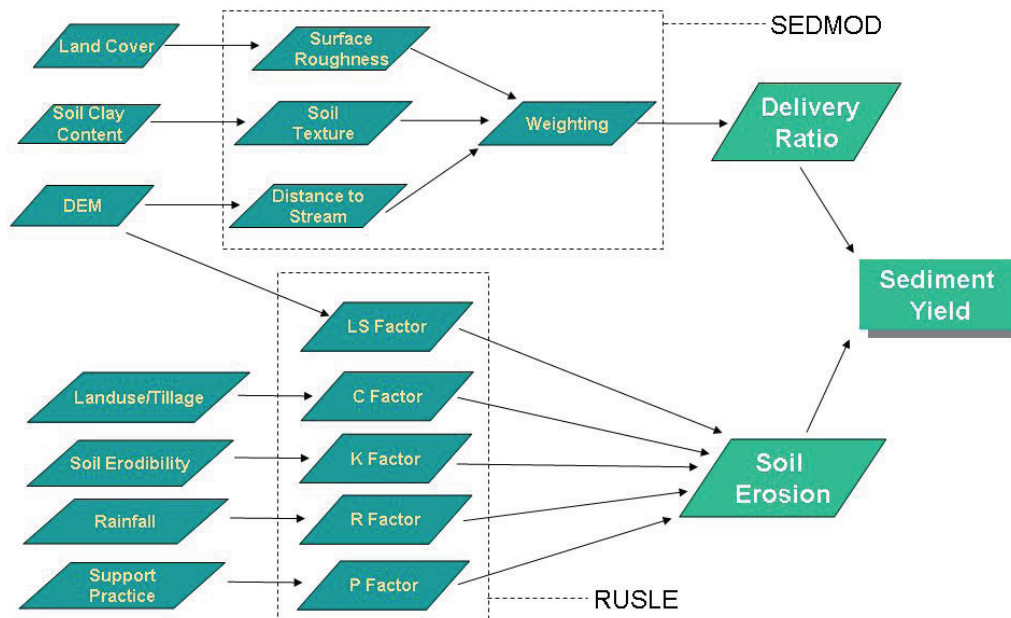 SEDMOD
Land Cover
Surface
Roughness
Soil Clay
Content
Soil
Texture
Weighting
Delivery
Ratio
DEM
Distance to
Stream
Sediment
Yield
LS Factor
Landuse/Tillage
C Factor
Soil Erodibility
K Factor
Soil
Erosion
Rainfall
R Factor
Support
Practice
P Factor
RUSLE